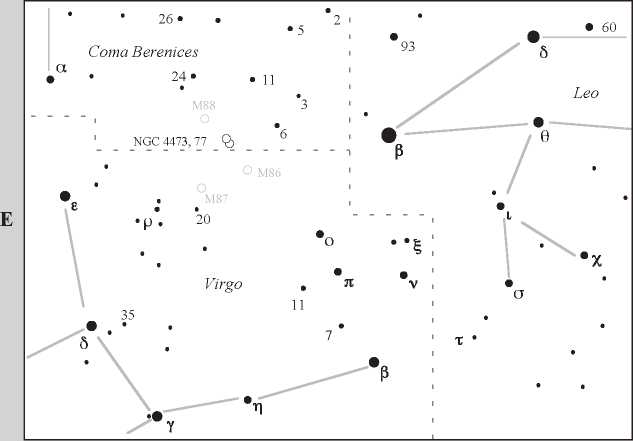 26
5
2
93
δ
60
Coma Berenices
α
24
11
3
Leo
M88
6
NGC 4473, 77
β
θ
M86
M87
ε
ρ
20
ι
E
ο
ξ
Virgo
π
ν
χ
11
σ
35
7
τ
δ
β
η
γ